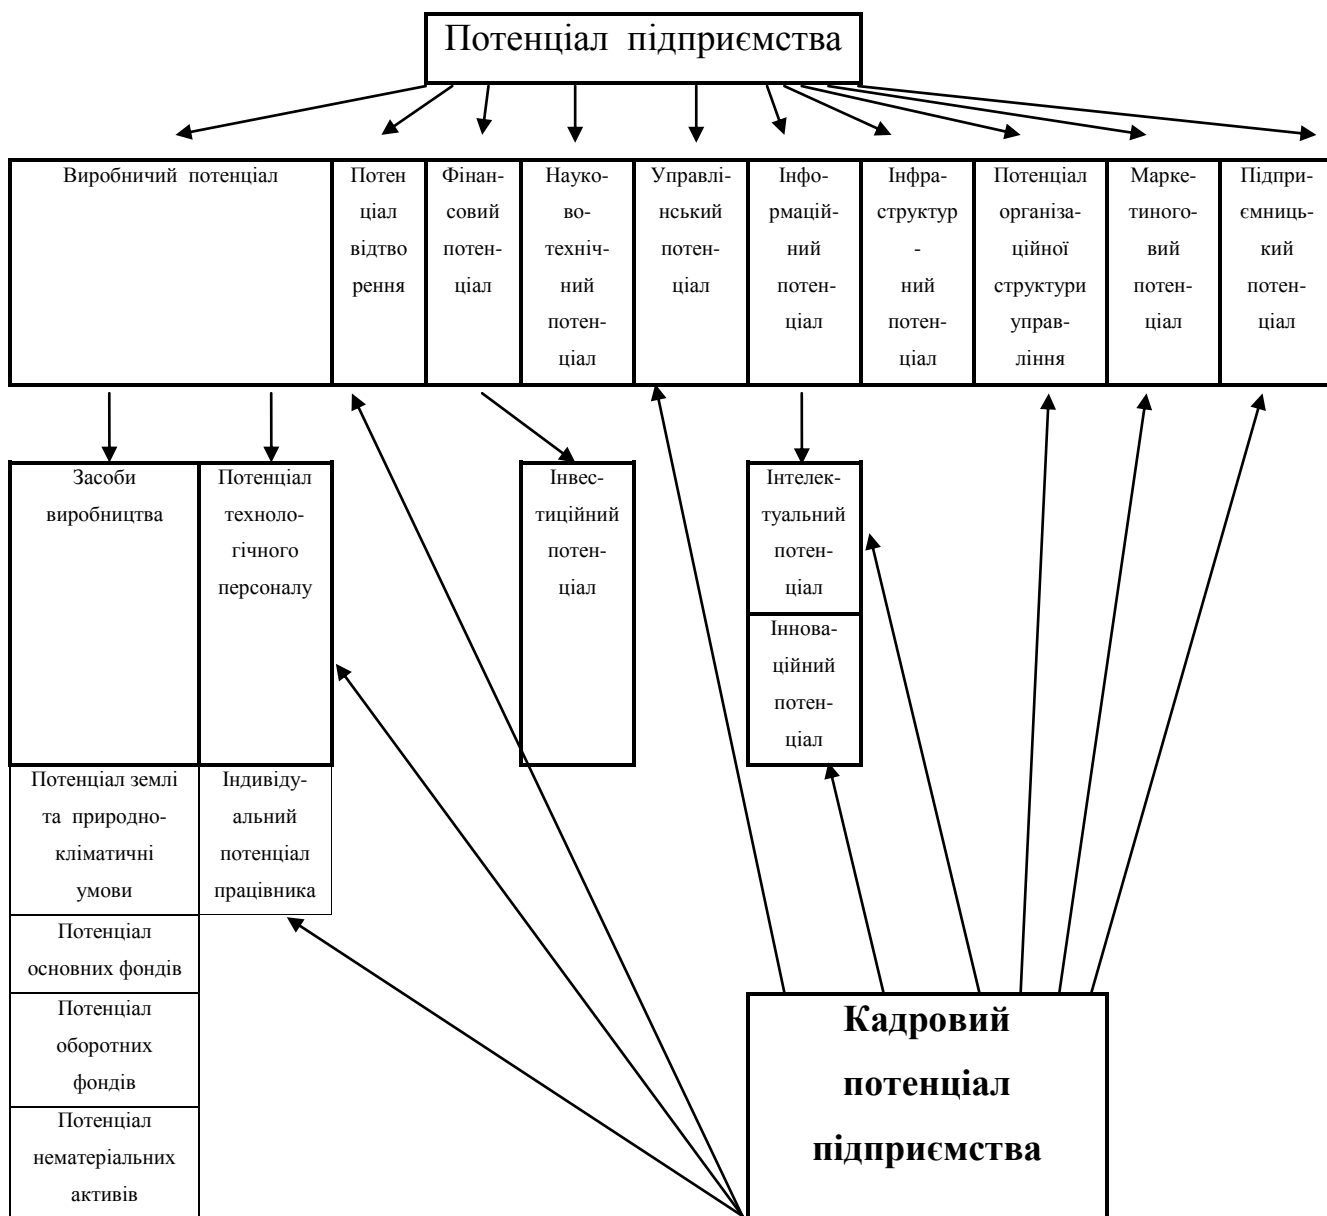 Потенціал підприємства
Виробничий потенціал
Потен
ціал
відтво
рення
Фінан-
совий
потен-
ціал
Науко-
во-
техніч-
ний
потен-
ціал
Управлі-
нський
потен-
ціал
Інфо-
рмацій-
ний
потен-
ціал
Інфра-
структур
-
ний
потен-
ціал
Потенціал
організа-
ційної
структури
управ-
ління
Марке-
тиного-
вий
потен-
ціал
Підпри-
ємниць-
кий
потен-
ціал
Засоби
виробництва
Потенціал
техноло-
гічного
персоналу
Інвес-
тиційний
потен-
ціал
Інтелек-
туальний
потен-
ціал
Іннова-
ційний
потен-
ціал
Потенціал землі
та природно-
кліматичні
умови
Індивіду-
альний
потенціал
працівника
Потенціал
основних фондів
Потенціал
оборотних
фондів
Потенціал
нематеріальних
активів
Кадровий
потенціал
підприємства